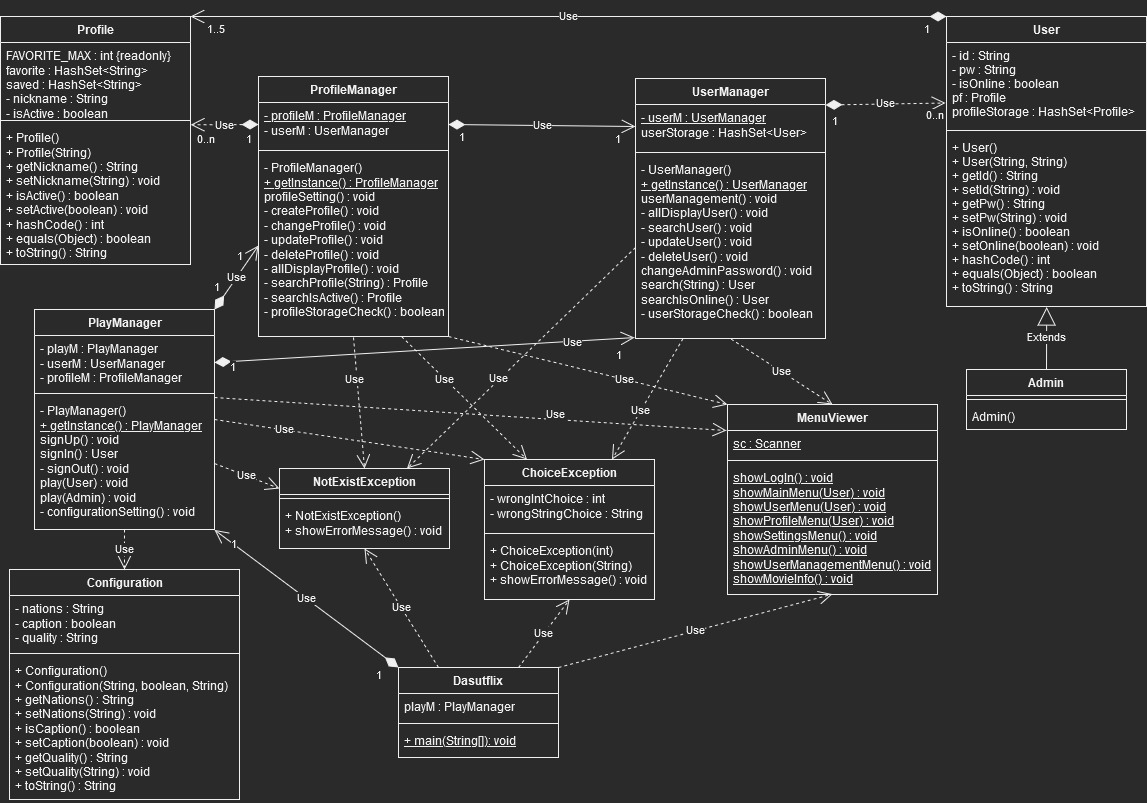 Use
1..5
1
Profile
FAVORITE_MAX : int {readonly}
favorite : HashSet<String>
saved : HashSet<String>
- nickname : String
- isActive : boolean
+ Profile()
+ Profile(String)
+ getNickname() : String
+ setNickname(String) : void
+ isActive() : boolean
+ setActive(boolean) : void
+ hashCode() : int
+ equals(Object) : boolean
+ toString() : String
Use
0..n
1
ProfileManager
- profileM : ProfileManager
- userM : UserManager
- ProfileManager()
+ getInstance() : ProfileManager
profileSetting() : void
- createProfile() : void
- changeProfile() : void
- updateProfile() : void
- deleteProfile() : void
- allDisplayProfile() : void
- searchProfile(String) : Profile
- searchIsActive() : Profile
- profileStorageCheck() : boolean
Use
1
1
UserManager
- userM : UserManager
userStorage : HashSet<User>
- UserManager()
+ getInstance() : UserManager
userManagement() : void
- allDisplayUser() : void
- searchUser() : void
- updateUser() : void
- deleteUser() : void
changeAdminPassword() : void
search(String) : User
searchIsOnline() : User
- userStorageCheck() : boolean
Use
1
0..n
User
- id : String
- pw : String
- isOnline : boolean
pf : Profile
profileStorage : HashSet<Profile>
+ User()
+ User(String, String)
+ getId() : String
+ setId(String) : void
+ getPw() : String
+ setPw(String) : void
+ isOnline() : boolean
+ setOnline(boolean) : void
+ hashCode() : int
+ equals(Object) : boolean
+ toString() : String
Extends
Admin
Admin()
1
Use
1
PlayManager
- playM : PlayManager
- userM : UserManager
- profileM : ProfileManager
- PlayManager()
+ getInstance() : PlayManager
signUp() : void
signIn() : User
- signOut() : void
play(User) : void
play(Admin) : void
- configurationSetting() : void
1
Use
1
Use
Use
Use
Use
Use
Use
Use
Use
Use
Use
MenuViewer
sc : Scanner
showLogIn() : void
showMainMenu(User) : void
showUserMenu(User) : void
showProfileMenu(User) : void
showSettingsMenu() : void
showAdminMenu() : void
showUserManagementMenu() : void
showMovieInfo() : void
NotExistException
+ NotExistException()
+ showErrorMessage() : void
ChoiceException
- wrongIntChoice : int
- wrongStringChoice : String
+ ChoiceException(int)
+ ChoiceException(String)
+ showErrorMessage() : void
Use
Configuration
- nations : String
- caption : boolean
- quality : String
+ Configuration()
+ Configuration(String, boolean, String)
+ getNations() : String
+ setNations(String) : void
+ isCaption() : boolean
+ setCaption(boolean) : void
+ getQuality() : String
+ setQuality(String) : void
+ toString() : String
1
Use
1
Use
Use
Use
Dasutflix
playM : PlayManager
+ main(String[]): void